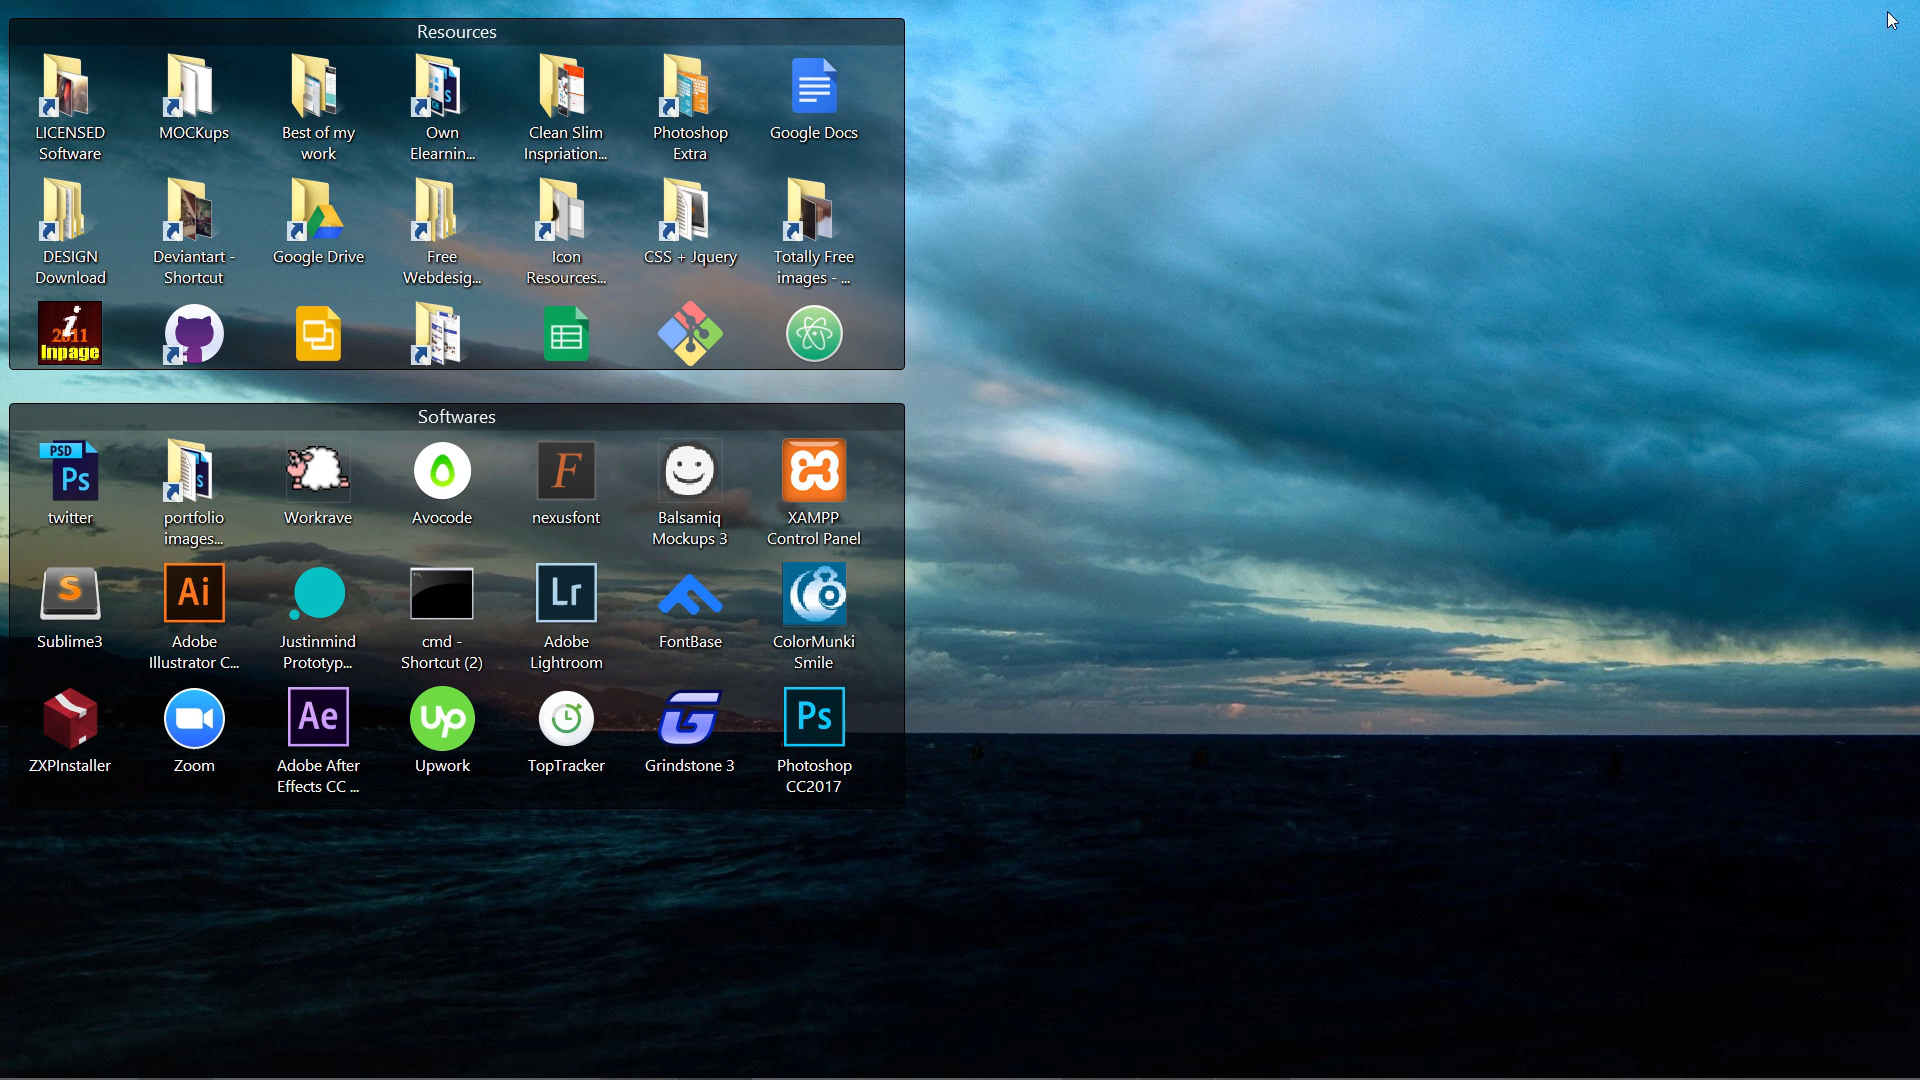 Resources
LICENSED
Software
MOCKups
Best of my
work
Own
Elearnin...
Clean Slim
Inspriation...
Photoshop
Extra
Google Docs
DESIGN
Download
Deviantart -
Shortcut
Google Drive
Free
Webdesig...
Icon
Resources...
CSS + Jquery
Totally Free
images - ...
i
2011
Inpage
Softwares
PSD
Ps
twitter
portfolio
images...
Workrave
Avocode
F
nexusfont
Balsamiq
Mockups 3
XAMPP
Control Panel
S
Sublime3
Ai
Adobe
Illustrator C...
Justinmind
Prototyp...
cmd -
Shortcut (2)
Lr
Adobe
Lightroom
FontBase
ColorMunki
Smile
ZXPInstaller
Zoom
Ae
Adobe After
Effects CC ...
Up
Upwork
TopTracker
G
Grindstone 3
Ps
Photoshop
CC2017